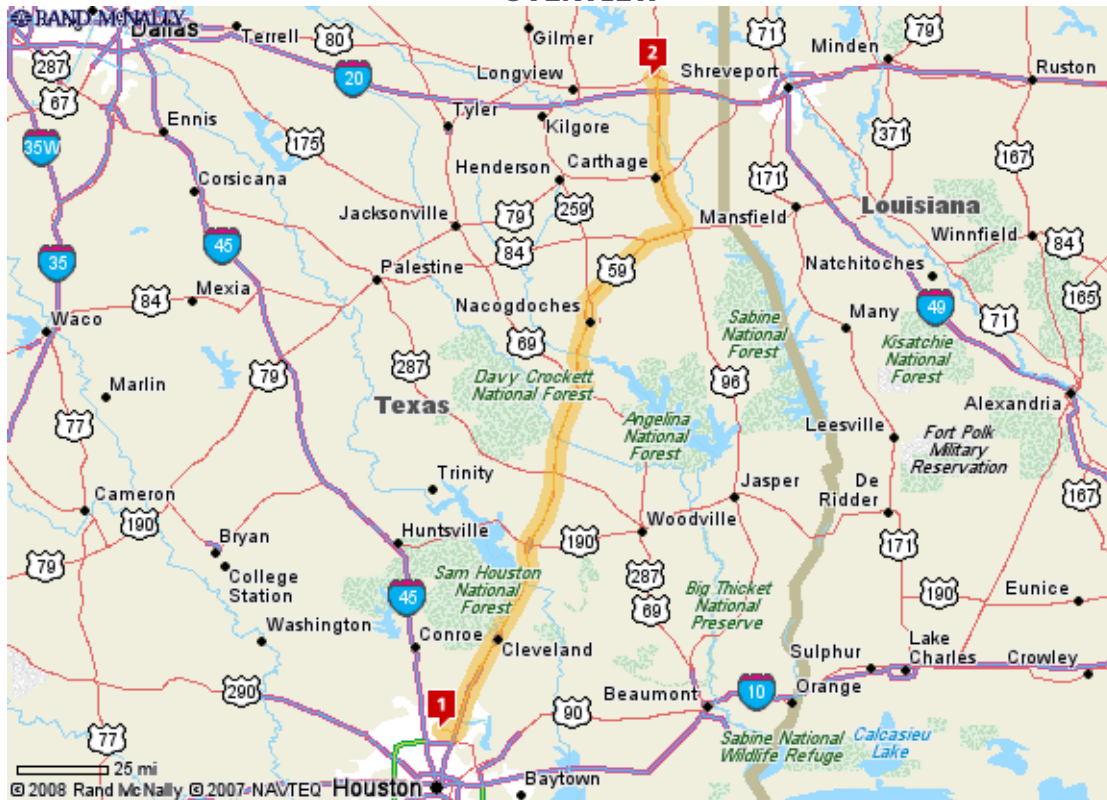 RAND McNALLY
Dallas
Terrell
80
Gilmer
2
71
Minden
79
287
20
Longview
Shreveport
Ruston
67
Ennis
Tyler
Kilgore
371
35W
175
Henderson
Carthage
167
Corsicana
171
Jacksonville
79
259
Mansfield
Louisiana
45
84
Winnfield
84
35
Palestine
59
Natchitoches
Mexia
84
165
Waco
Nacogdoches
Sabine
National
Forest
Many
49
71
69
Kisatchie
National
Forest
79
287
Davy Crockett
National Forest
96
Marlin
Texas
Angelina
National
Forest
Alexandria
77
Leesville
Fort Polk
Military
Reservation
Trinity
Jasper
De
Ridder
167
Cameron
190
Bryan
Huntsville
190
Woodville
171
79
College
Station
Sam Houston
National
Forest
287
Big Thicket
National
Preserve
190
Eunice
45
69
Washington
Conroe
Cleveland
Sulphur
Lake
Charles
Crowley
290
1
Beaumont
10
Orange
90
77
Sabine National
Wildlife Refuge
Calcasieu
Lake
25 mi
Baytown
© 2008 Rand McNally © 2007 NAVTEQ
Houston